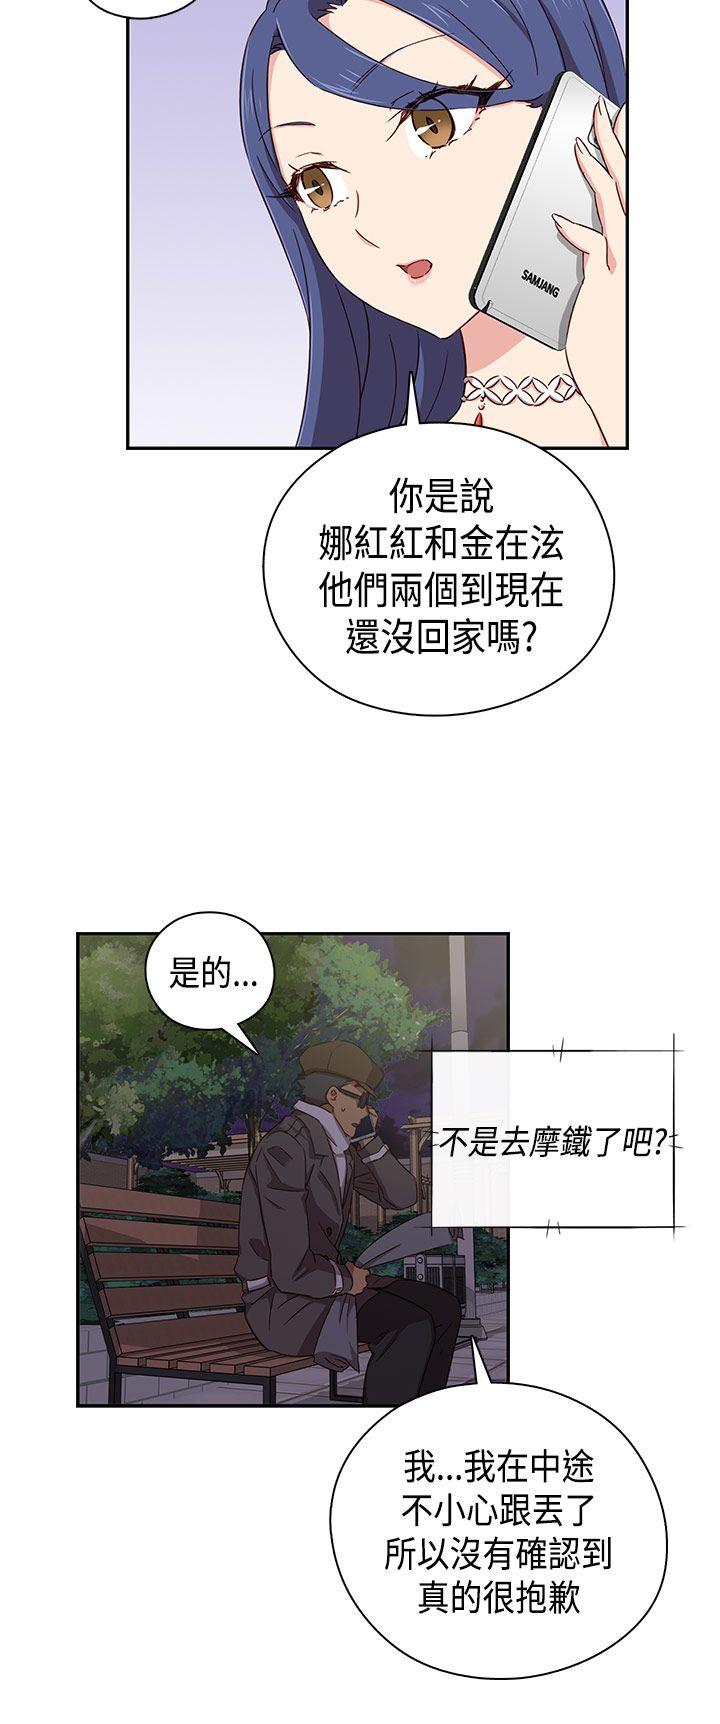 SAMJANG
你是說
娜紅紅和金在泫
他們兩個到現在
還沒回家嗎?
是的...
不是去摩鐵了吧?
我...我在中途
不小心跟丟了
所以沒有確認到
真的很抱歉